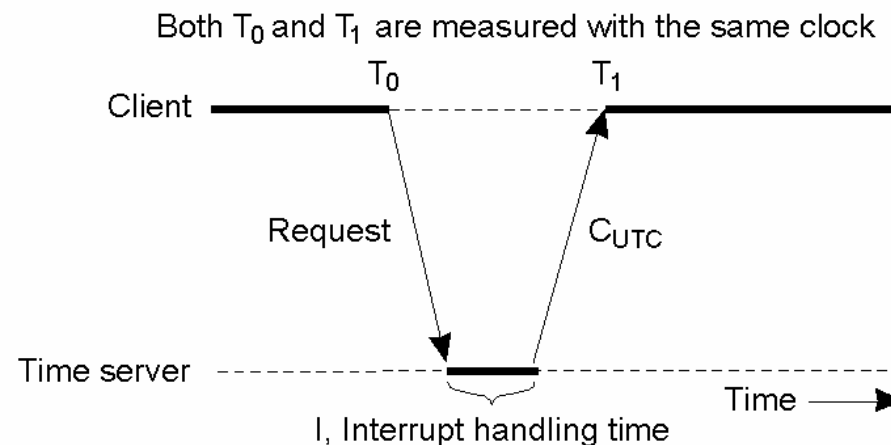 Both T₀ and T₁ are measured with the same clock
T₀ T₁
Client
Request C_UTC
Time server
Time
I, Interrupt handling time